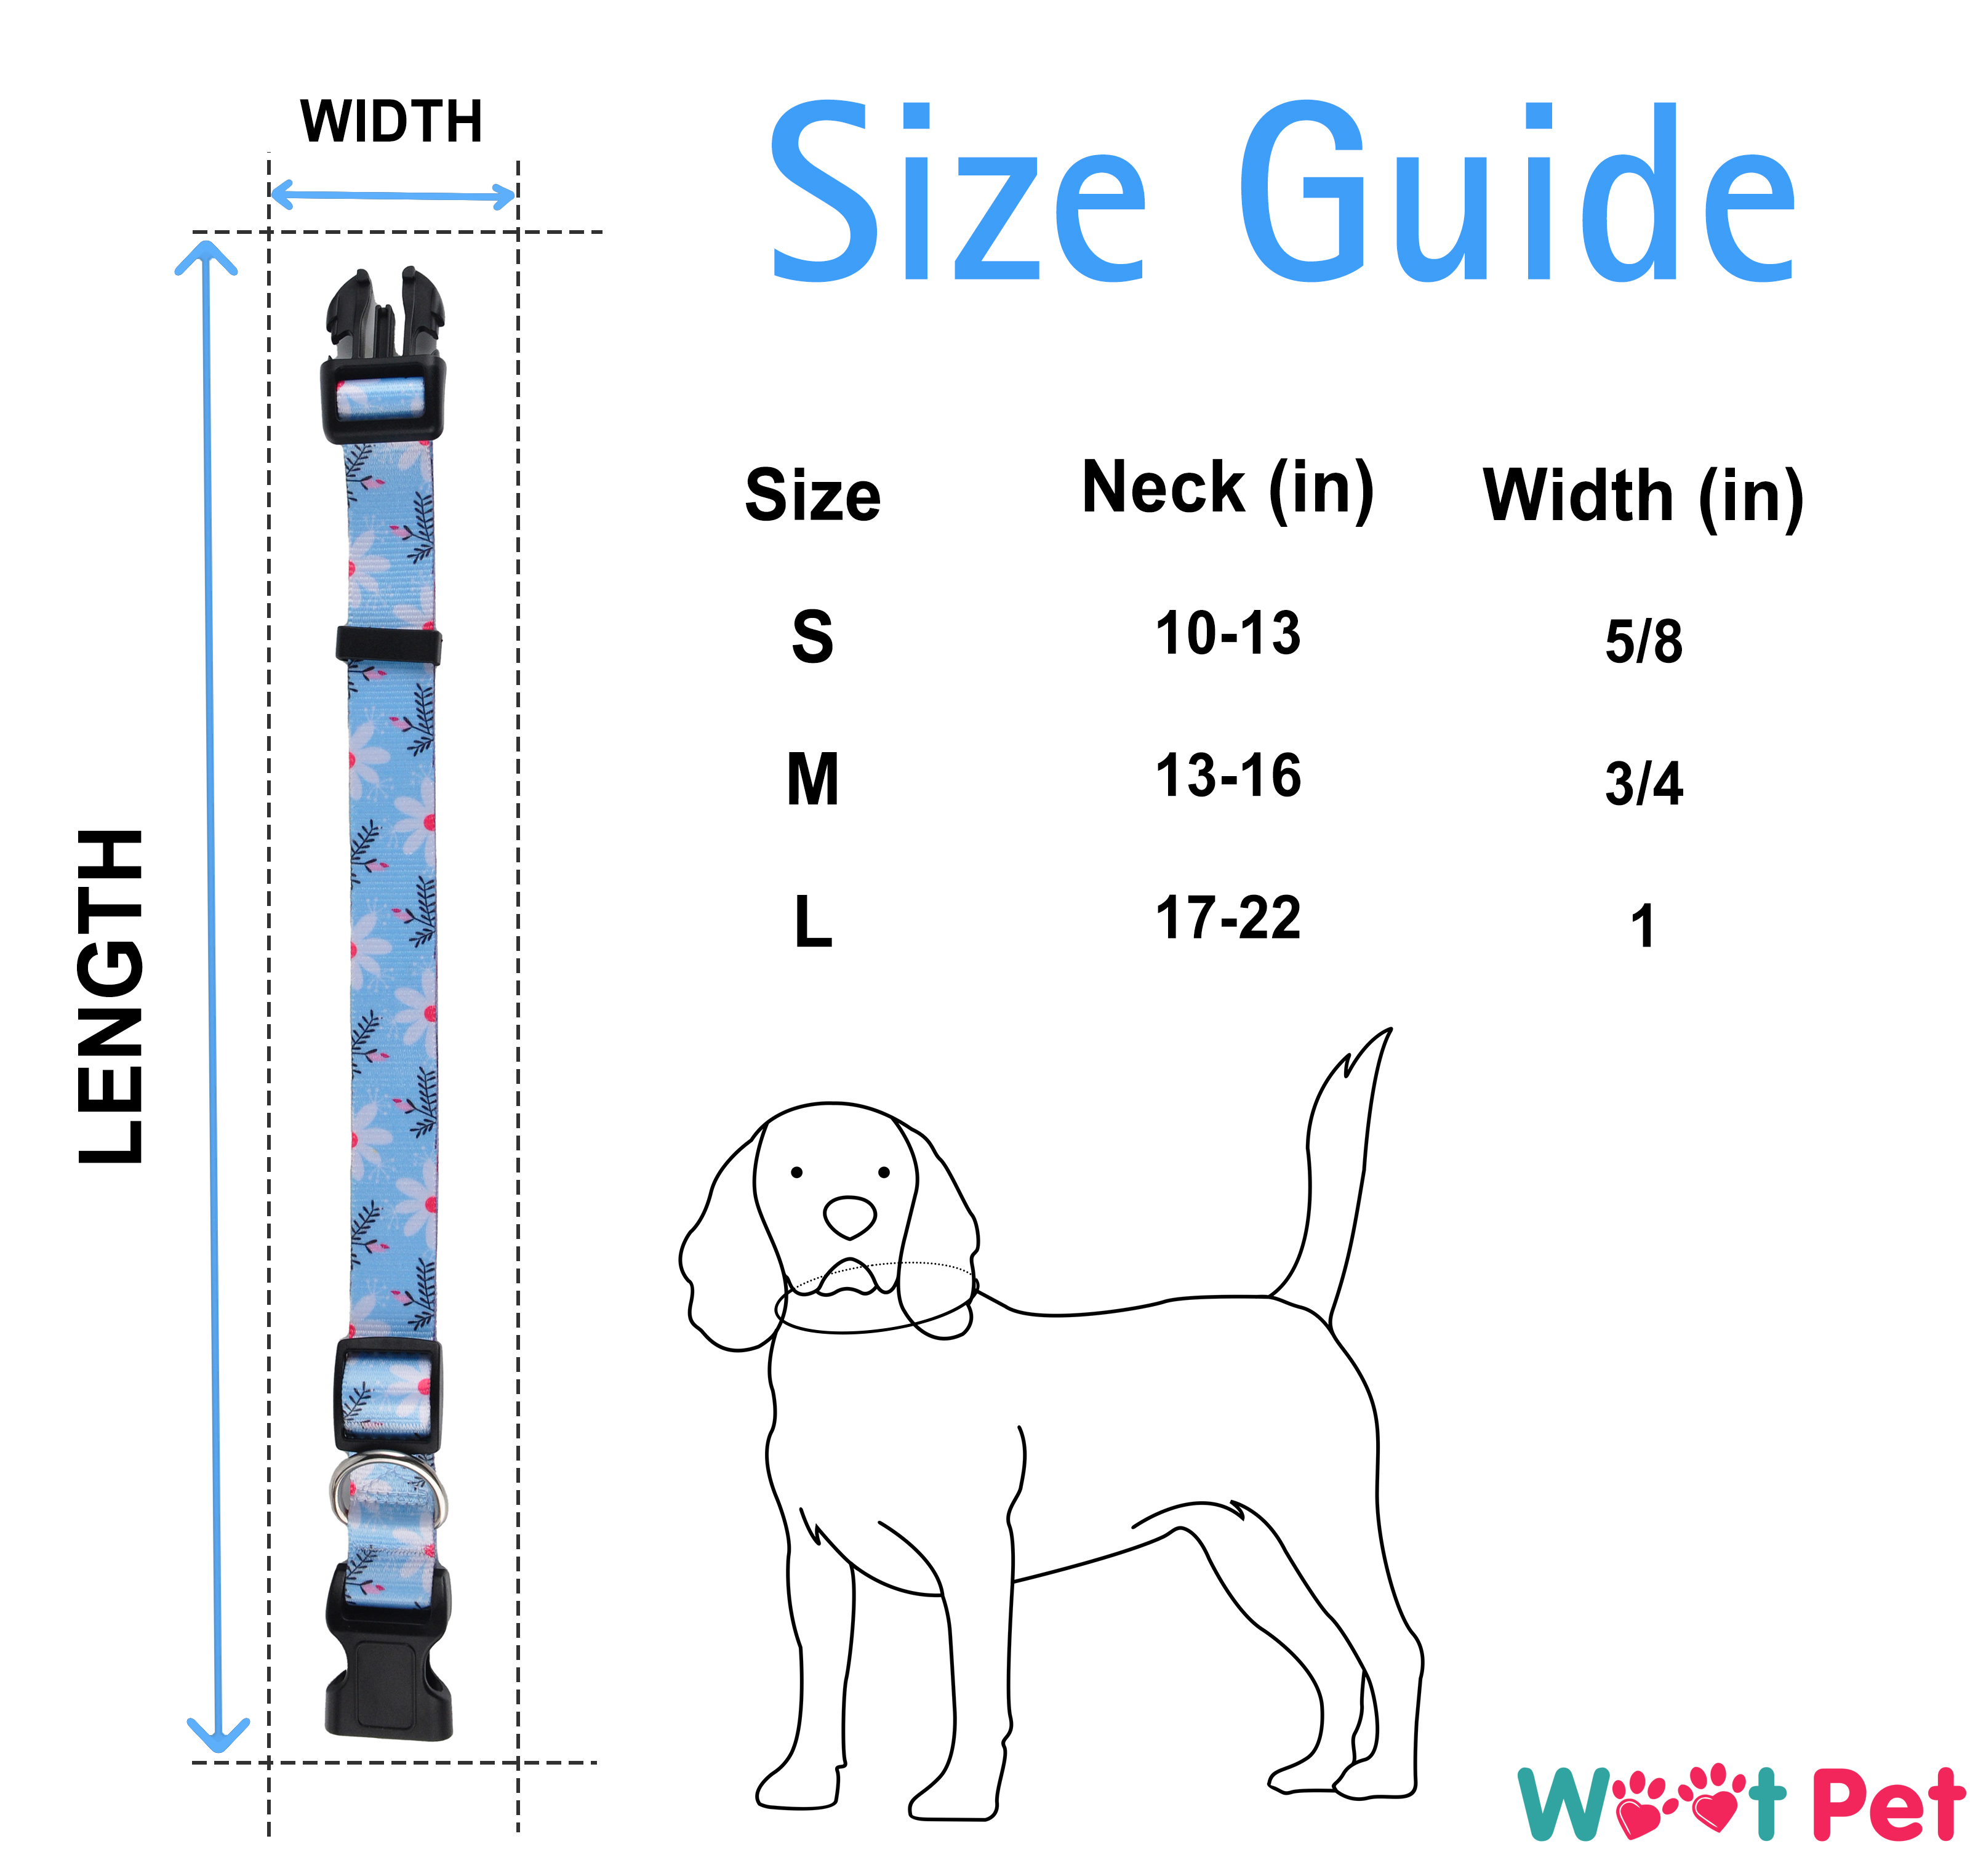 WIDTH
Size Guide
LENGTH
Size Neck (in) Width (in)
S 10-13 5/8
M 13-16 3/4
L 17-22 1
Woot Pet